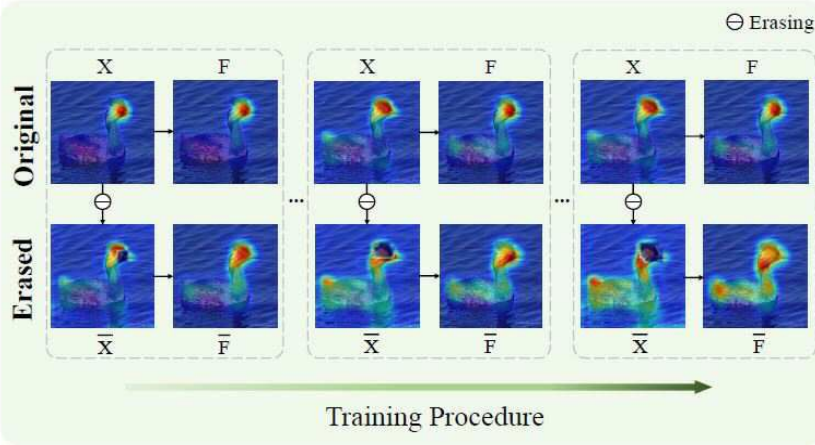 ⊖ Erasing
X F X F X F
Original
... ...
Erased
X̅ F̅ X̅ F̅ X̅ F̅
Training Procedure